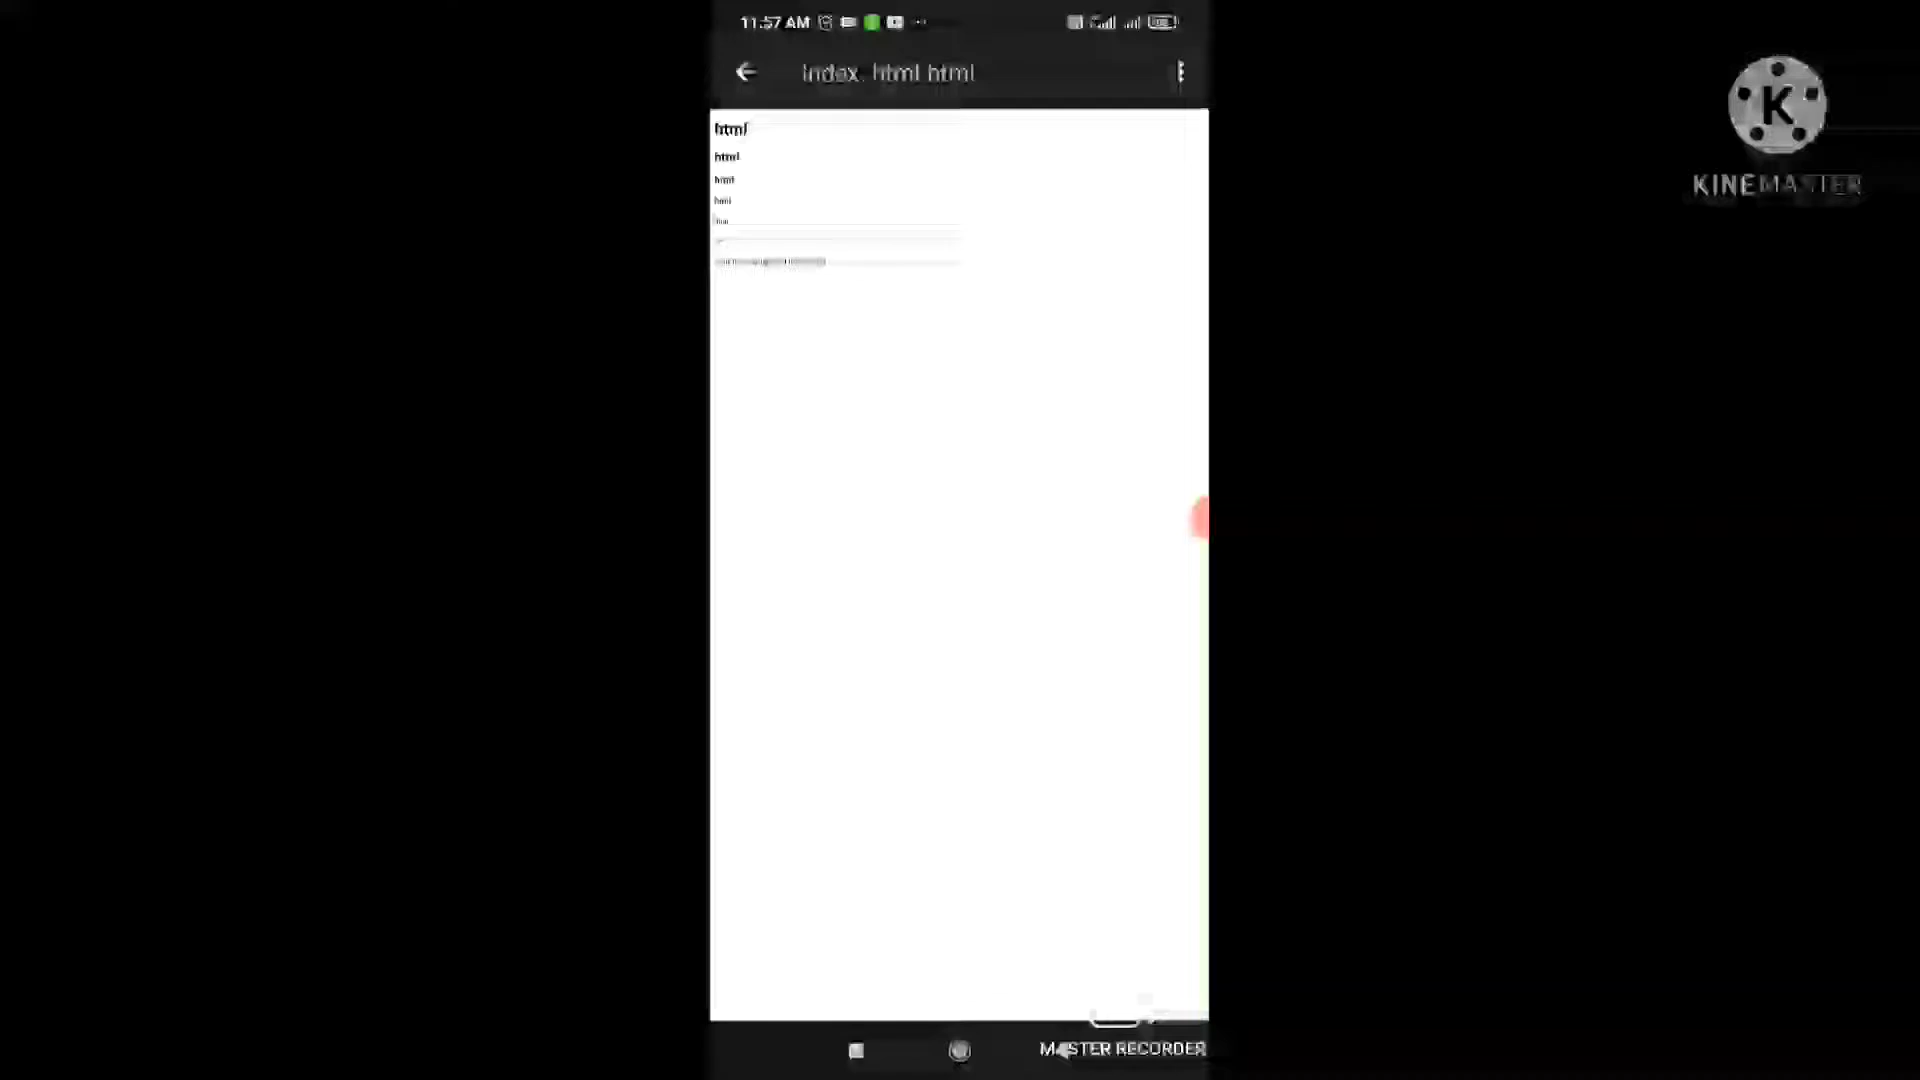 11:57 AM
index. html.html
html
html
html
html
K
KINEMASTER
MASTER RECORDER